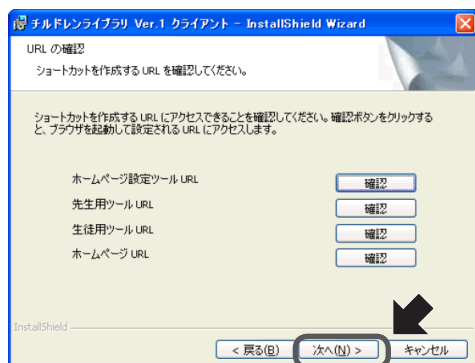 チルドレンライブラリ Ver.1 クライアント - InstallShield Wizard
URL の確認
ショートカットを作成する URL を確認してください。
ショートカットを作成する URL にアクセスできることを確認してください。確認ボタンをクリックする
と、ブラウザを起動して設定される URL にアクセスします。
ホームページ設定ツール URL 確認
先生用ツール URL 確認
生徒用ツール URL 確認
ホームページ URL 確認
InstallShield
< 戻る(B) 次へ(N) > キャンセル